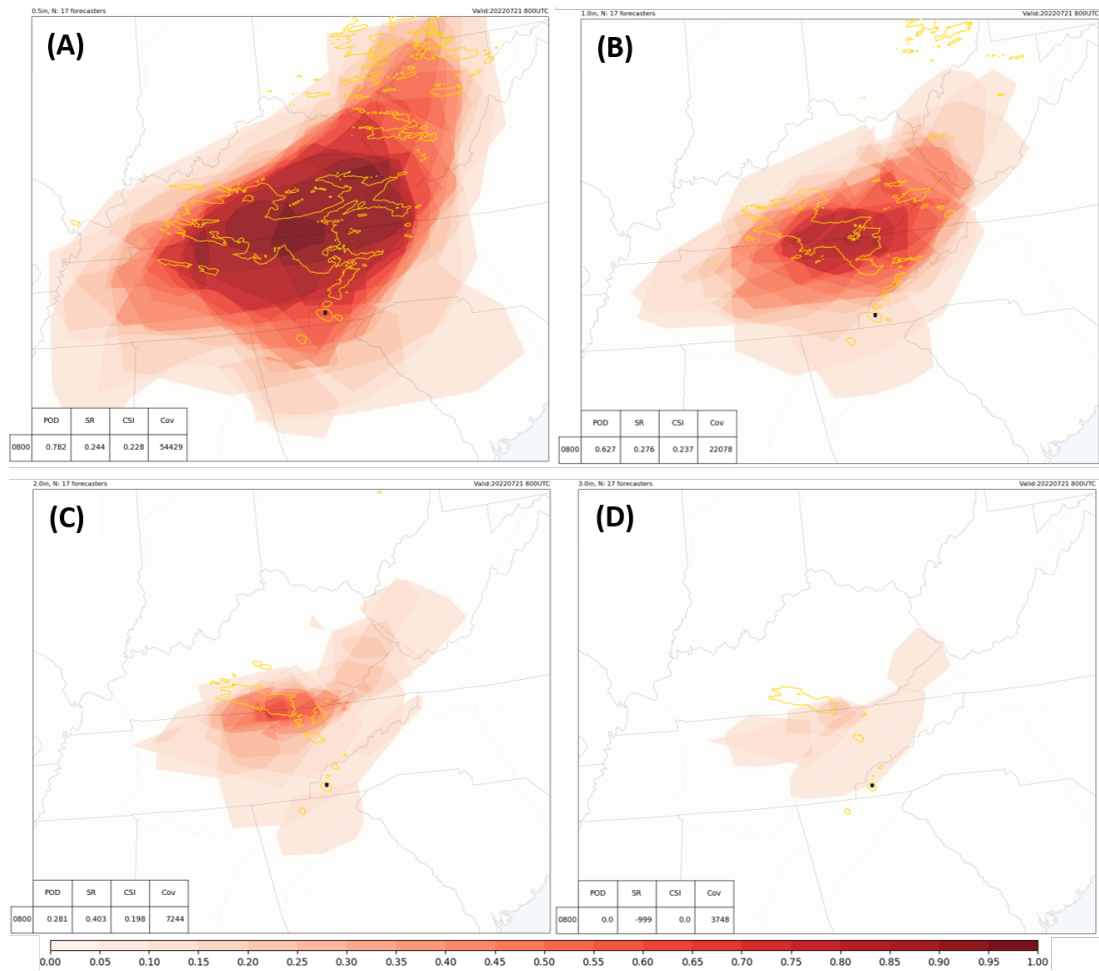 0.5in, N: 17 forecasters
Valid:20220721 800UTC
(A)
POD SR CSI Cov
0800 0.782 0.244 0.228 54429
1.0in, N: 17 forecasters
Valid:20220721 800UTC
(B)
POD SR CSI Cov
0800 0.627 0.276 0.237 22078
2.0in, N: 17 forecasters
Valid:20220721 800UTC
(C)
POD SR CSI Cov
0800 0.281 0.403 0.198 7244
3.0in, N: 17 forecasters
Valid:20220721 800UTC
(D)
POD SR CSI Cov
0800 0.0 -999 0.0 3748
0.00 0.05 0.10 0.15 0.20 0.25 0.30 0.35 0.40 0.45 0.50 0.55 0.60 0.65 0.70 0.75 0.80 0.85 0.90 0.95 1.00